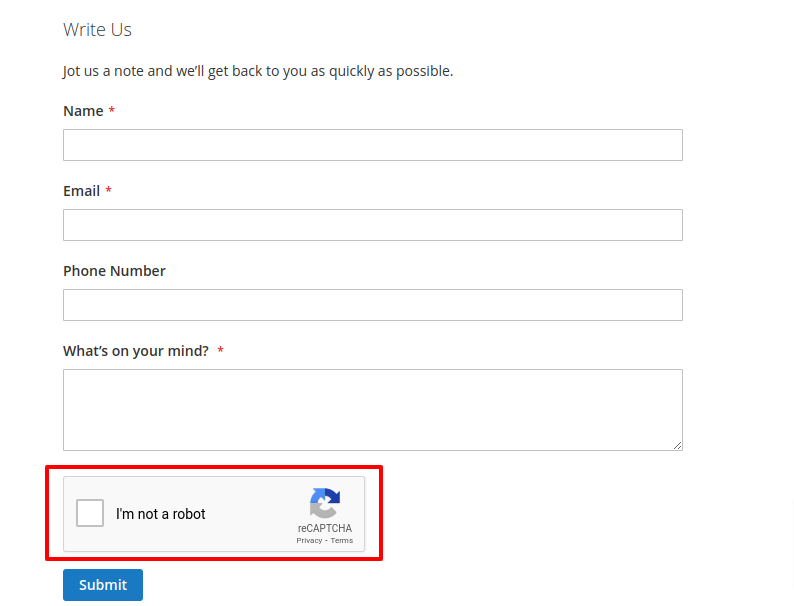 Write Us
Jot us a note and we’ll get back to you as quickly as possible.
Name *
Email *
Phone Number
What’s on your mind? *
I'm not a robot
reCAPTCHA
Privacy - Terms
Submit